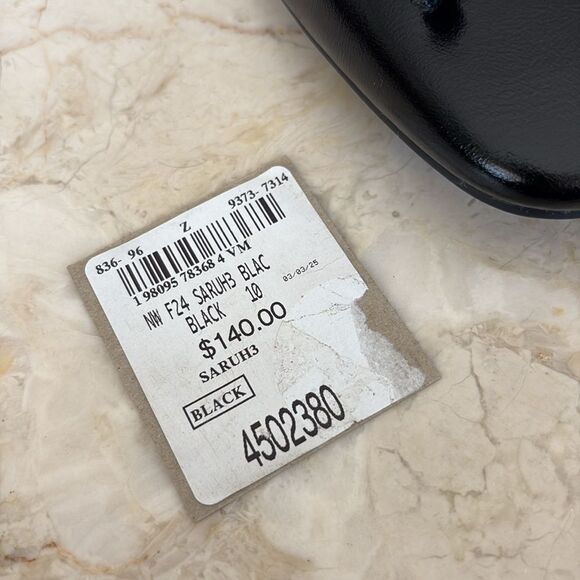 836- 96 Z 9373- 7314
1 98095 78368 4 VM
NW F24 SARUH3 BLAC 03/03/25
BLACK 10
$140.00
SARUH3
BLACK
4502380